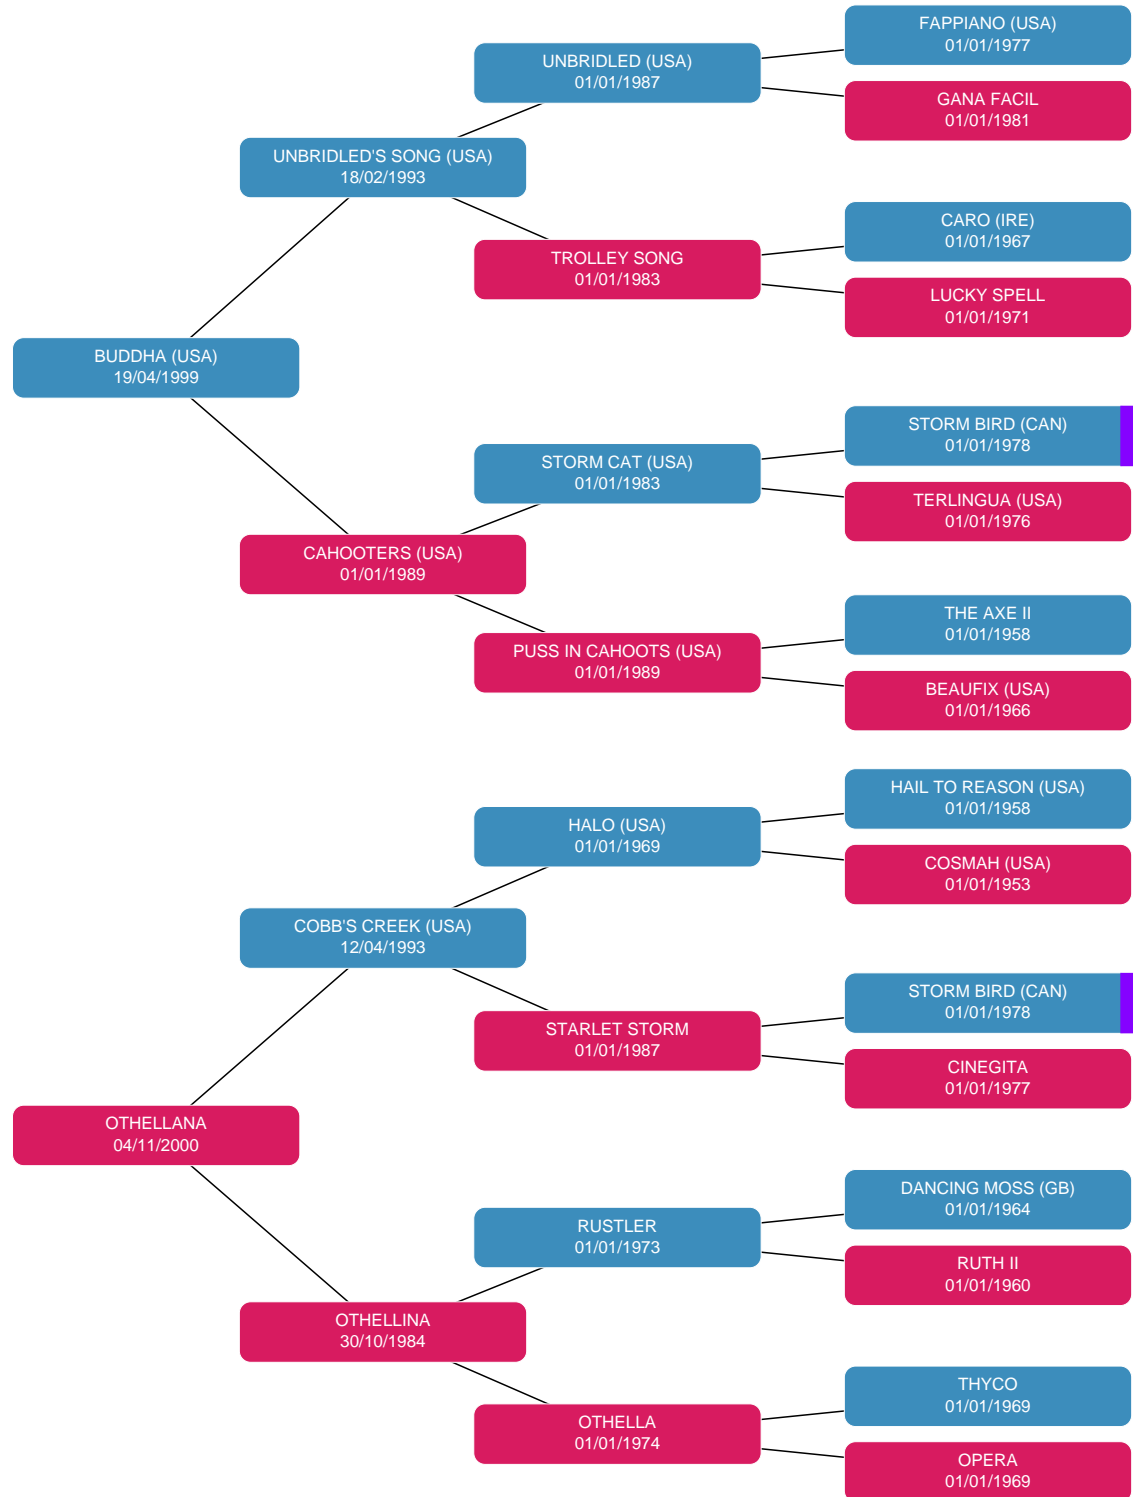 FAPPIANO (USA)
01/01/1977
UNBRIDLED (USA)
01/01/1987
GANA FACIL
01/01/1981
UNBRIDLED'S SONG (USA)
18/02/1993
CARO (IRE)
01/01/1967
TROLLEY SONG
01/01/1983
LUCKY SPELL
01/01/1971
BUDDHA (USA)
19/04/1999
STORM BIRD (CAN)
01/01/1978
STORM CAT (USA)
01/01/1983
TERLINGUA (USA)
01/01/1976
CAHOOTERS (USA)
01/01/1989
THE AXE II
01/01/1958
PUSS IN CAHOOTS (USA)
01/01/1989
BEAUFIX (USA)
01/01/1966
HAIL TO REASON (USA)
01/01/1958
HALO (USA)
01/01/1969
COSMAH (USA)
01/01/1953
COBB'S CREEK (USA)
12/04/1993
STORM BIRD (CAN)
01/01/1978
STARLET STORM
01/01/1987
CINEGITA
01/01/1977
OTHELLANA
04/11/2000
DANCING MOSS (GB)
01/01/1964
RUSTLER
01/01/1973
RUTH II
01/01/1960
OTHELLINA
30/10/1984
THYCO
01/01/1969
OTHELLA
01/01/1974
OPERA
01/01/1969